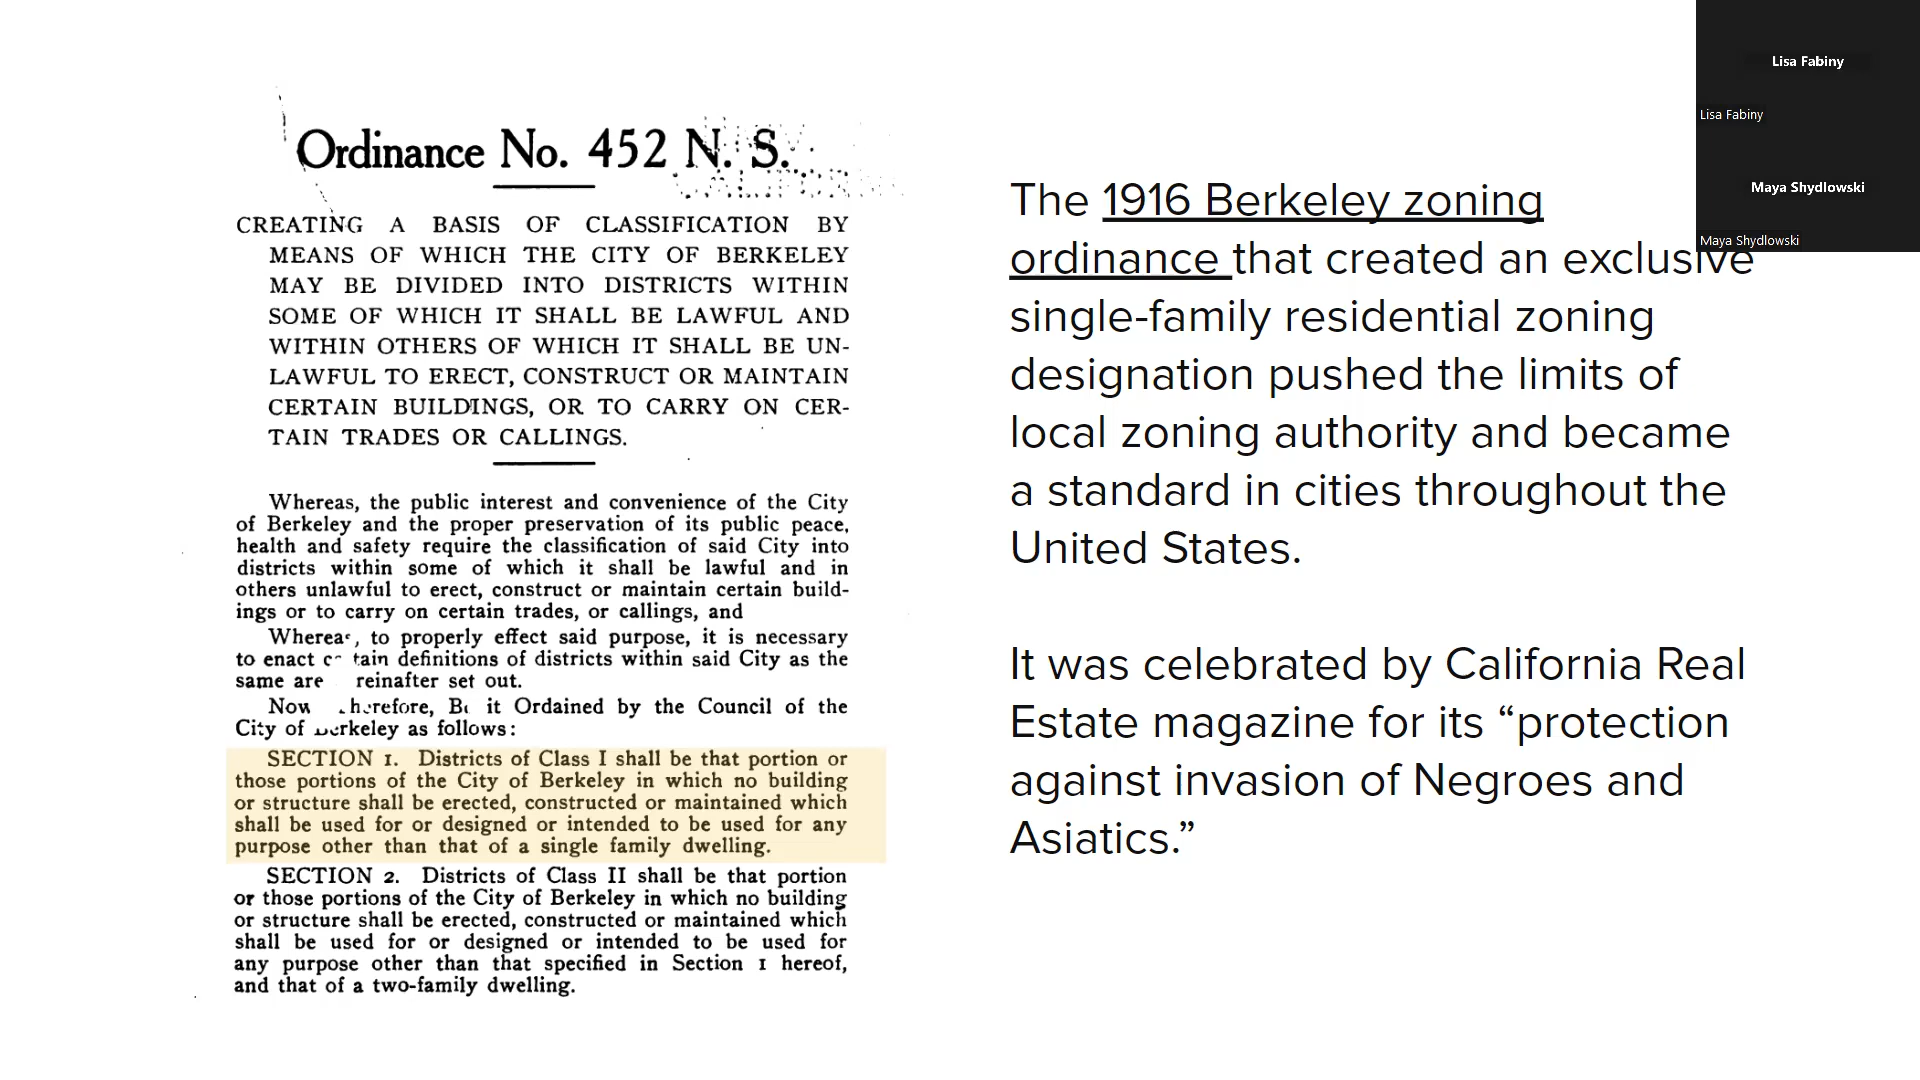 Ordinance No. 452 N. S.
CREATING A BASIS OF CLASSIFICATION BY
MEANS OF WHICH THE CITY OF BERKELEY
MAY BE DIVIDED INTO DISTRICTS WITHIN
SOME OF WHICH IT SHALL BE LAWFUL AND
WITHIN OTHERS OF WHICH IT SHALL BE UN-
LAWFUL TO ERECT, CONSTRUCT OR MAINTAIN
CERTAIN BUILDINGS, OR TO CARRY ON CER-
TAIN TRADES OR CALLINGS.
Whereas, the public interest and convenience of the City
of Berkeley and the proper preservation of its public peace,
health and safety require the classification of said City into
districts within some of which it shall be lawful and in
others unlawful to erect, construct or maintain certain build-
ings or to carry on certain trades, or callings, and
Whereas, to properly effect said purpose, it is necessary
to enact certain definitions of districts within said City as the
same are reinafter set out.
Now therefore, Be it Ordained by the Council of the
City of Berkeley as follows:
SECTION 1. Districts of Class I shall be that portion or
those portions of the City of Berkeley in which no building
or structure shall be erected, constructed or maintained which
shall be used for or designed or intended to be used for any
purpose other than that of a single family dwelling.
SECTION 2. Districts of Class II shall be that portion
or those portions of the City of Berkeley in which no building
or structure shall be erected, constructed or maintained which
shall be used for or designed or intended to be used for
any purpose other than that specified in Section 1 hereof,
and that of a two-family dwelling.
The 1916 Berkeley zoning
ordinance that created an exclusive
single-family residential zoning
designation pushed the limits of
local zoning authority and became
a standard in cities throughout the
United States.
It was celebrated by California Real
Estate magazine for its “protection
against invasion of Negroes and
Asiatics.”
Lisa Fabiny
Lisa Fabiny
Maya Shydlowski
Maya Shydlowski